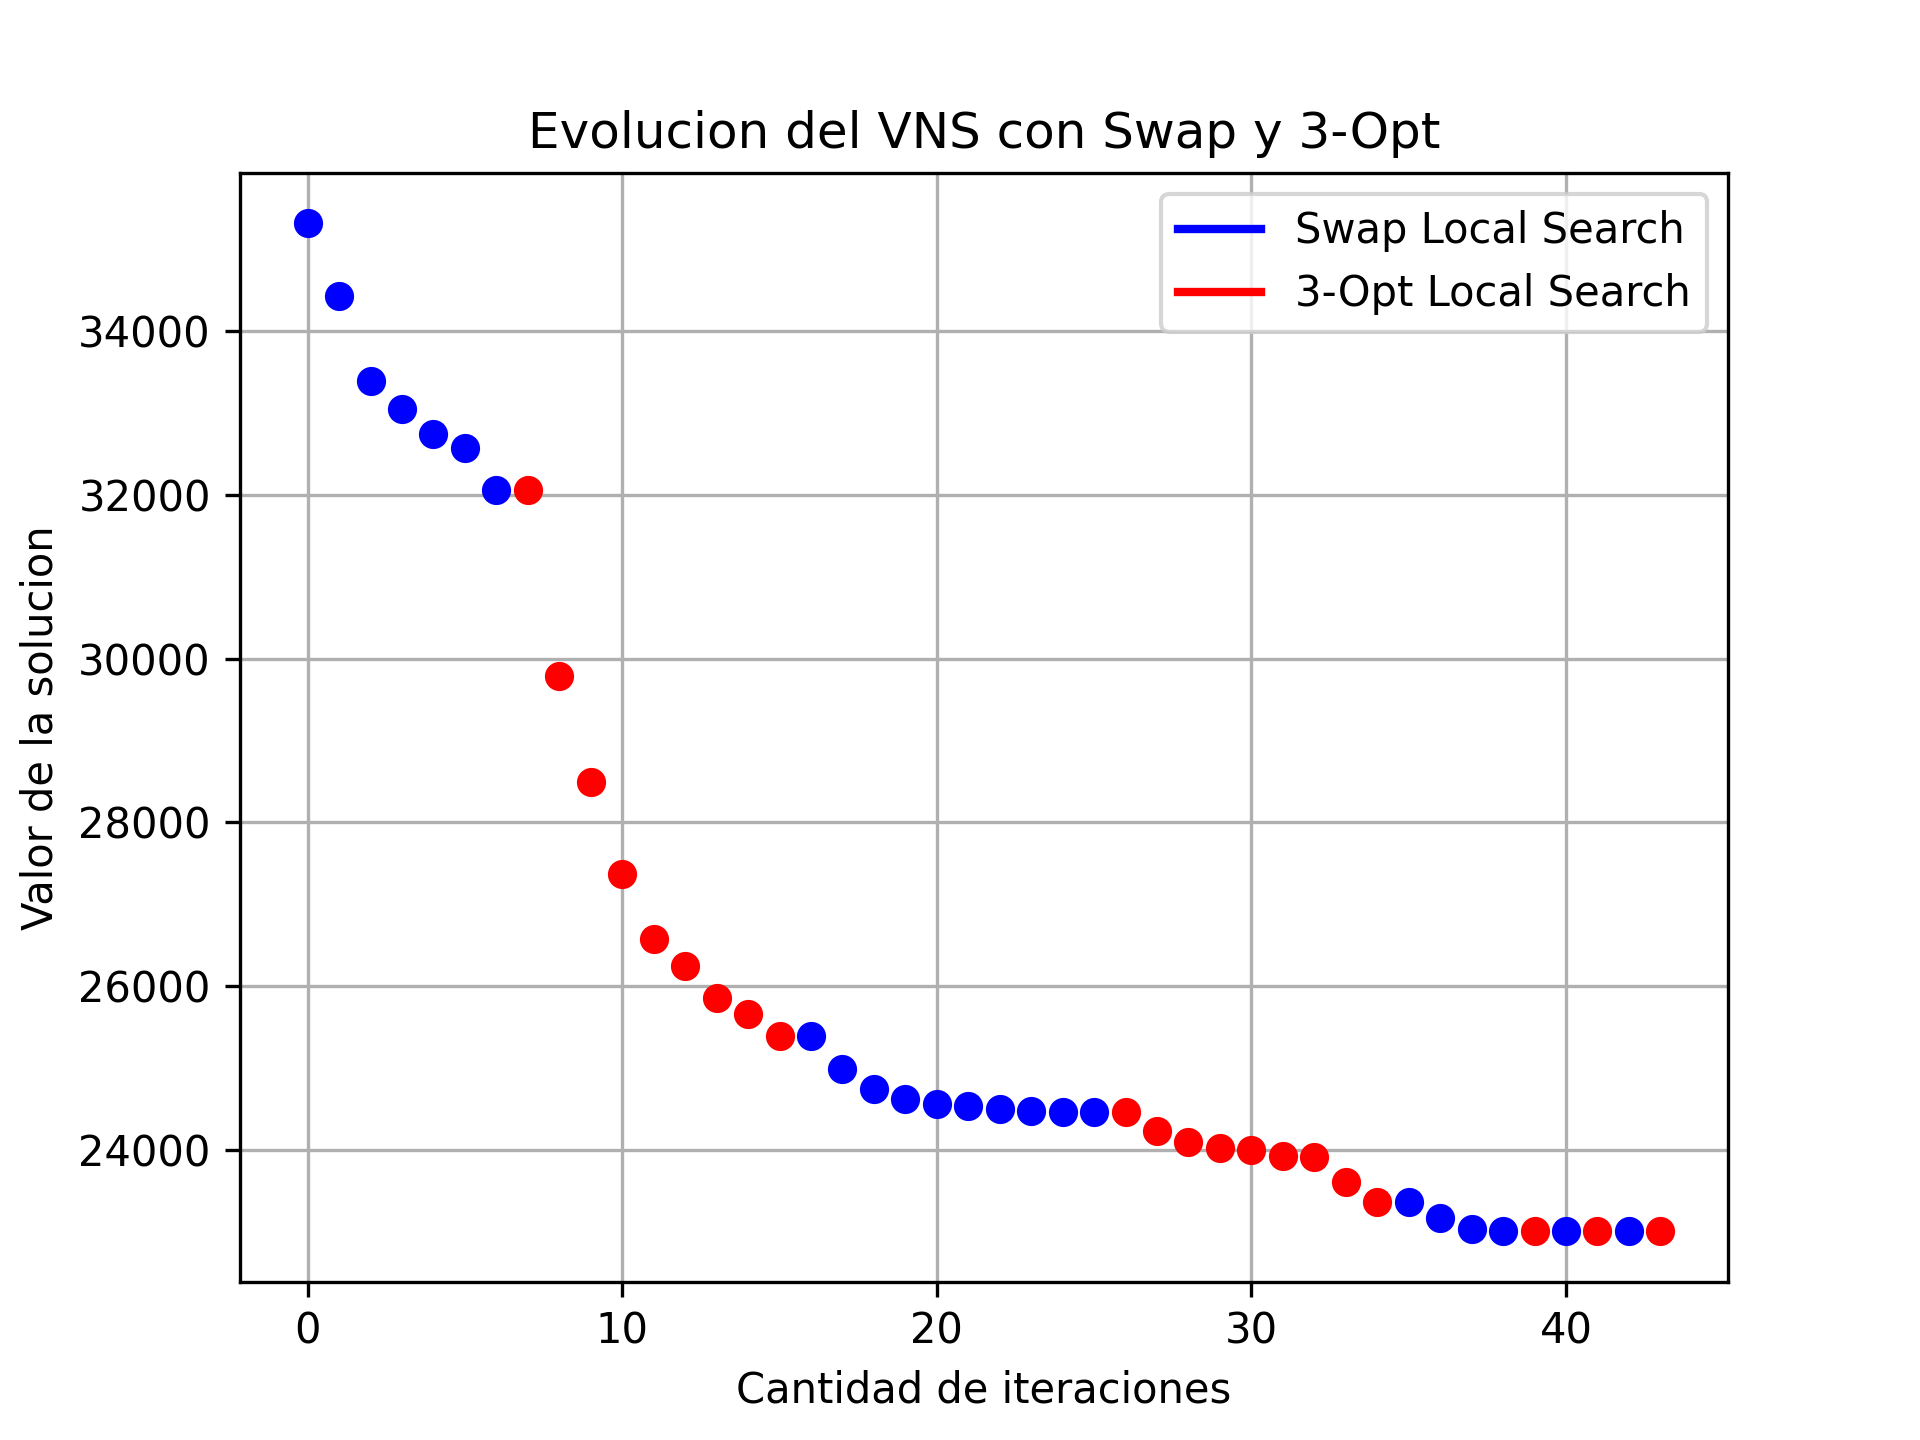 Evolucion del VNS con Swap y 3-Opt
Swap Local Search
3-Opt Local Search
Valor de la solucion
34000
32000
30000
28000
26000
24000
0 10 20 30 40
Cantidad de iteraciones